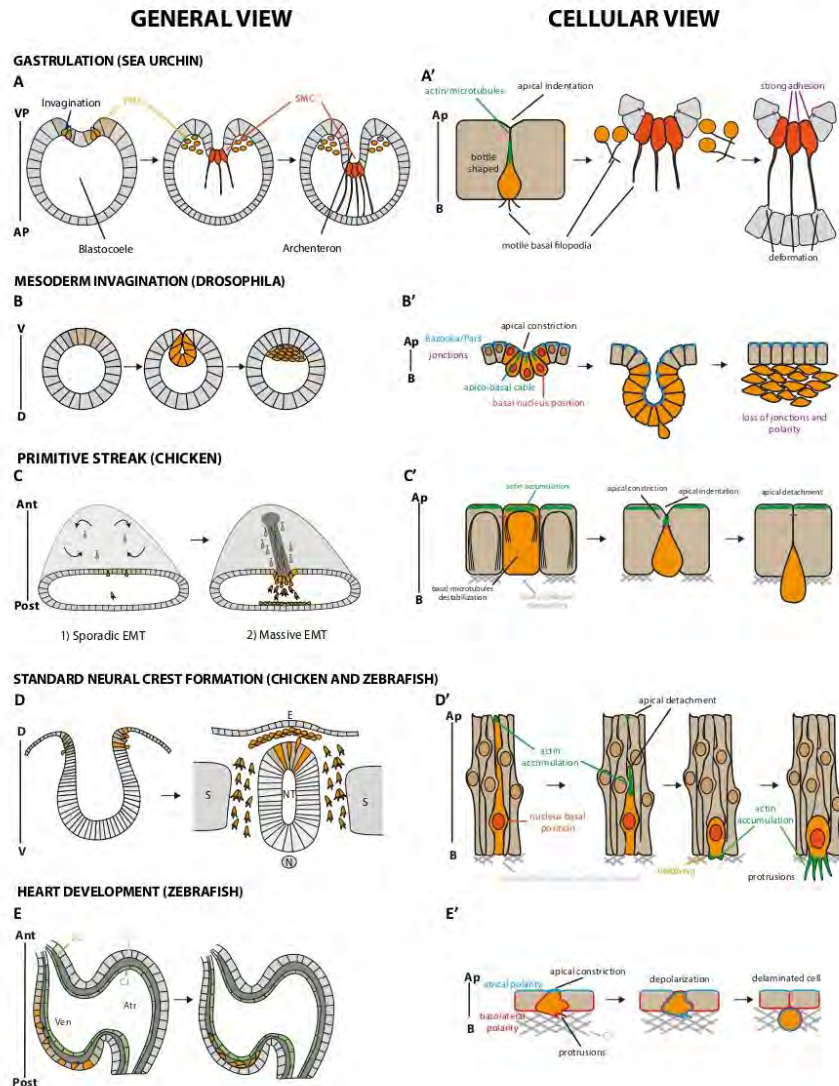 GENERAL VIEW
CELLULAR VIEW
GASTRULATION (SEA URCHIN)
A
VP
AP
Invagination
PMC
SMC
Blastocoele
Archenteron
A’
Ap
B
actin/microtubules
apical indentation
bottle
shaped
motile basal filopodia
strong adhesion
deformation
MESODERM INVAGINATION (DROSOPHILA)
B
V
D
B’
Ap
B
Bazooka/Par3
jonctions
apical constriction
apico-basal cable
basal nucleus position
loss of jonctions and
polarity
PRIMITIVE STREAK (CHICKEN)
C
Ant
Post
1) Sporadic EMT
2) Massive EMT
C’
Ap
B
actin accumulation
basal microtubules
destabilization
apical constriction
apical indentation
apical detachment
STANDARD NEURAL CREST FORMATION (CHICKEN AND ZEBRAFISH)
D
D
V
E
S
NT
S
N
D’
Ap
B
actin
accumulation
nucleus basal
position
apical detachment
actin
accumulation
protrusions
HEART DEVELOPMENT (ZEBRAFISH)
E
Ant
Post
CJ
Ven
Atr
E’
Ap
B
apical polarity
apical constriction
basolateral
polarity
protrusions
depolarization
delaminated cell